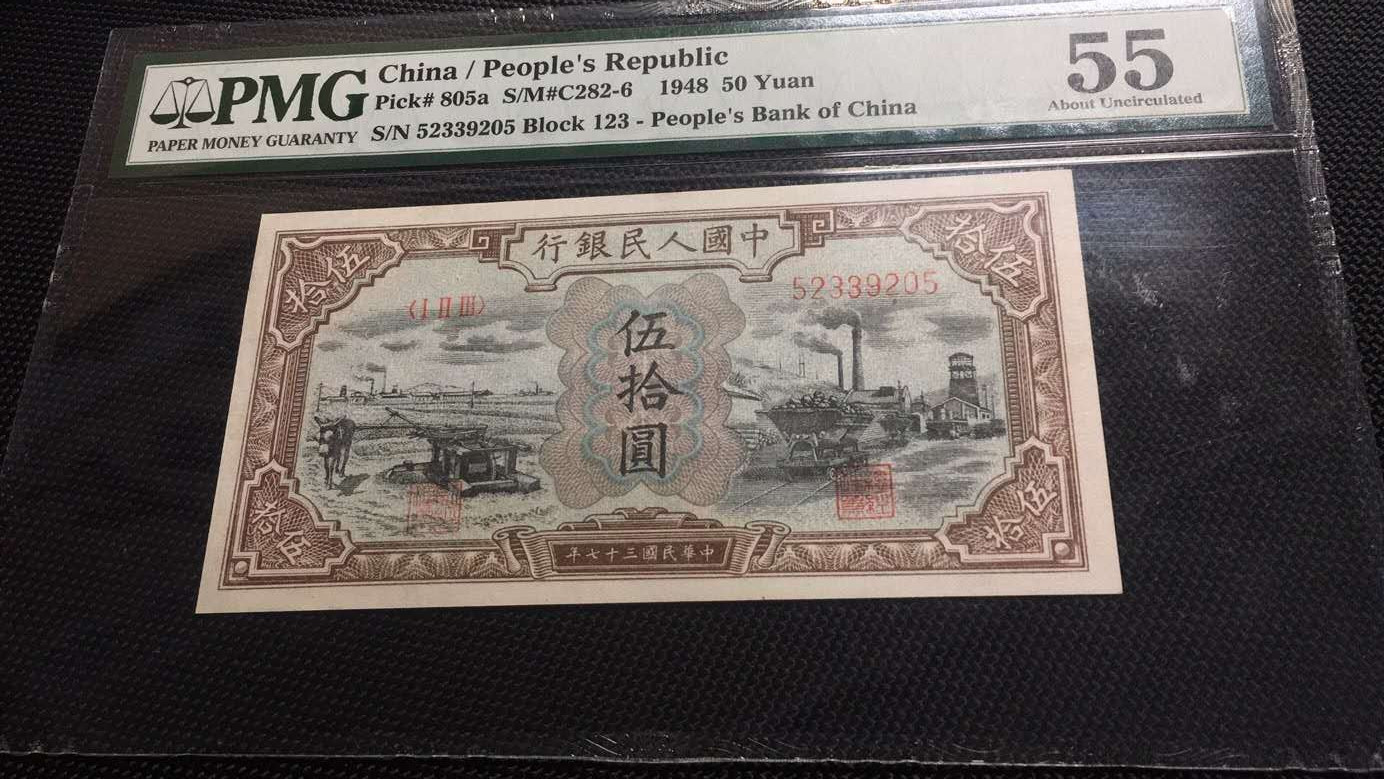 PMG
PAPER MONEY GUARANTY
China / People's Republic
Pick# 805a S/M#C282-6 1948 50 Yuan
S/N 52339205 Block 123 - People's Bank of China
55
About Uncirculated
行銀民人國中
伍拾
伍拾
(I II III)
52339205
伍拾圓
伍拾
伍拾
年七十三國民華中